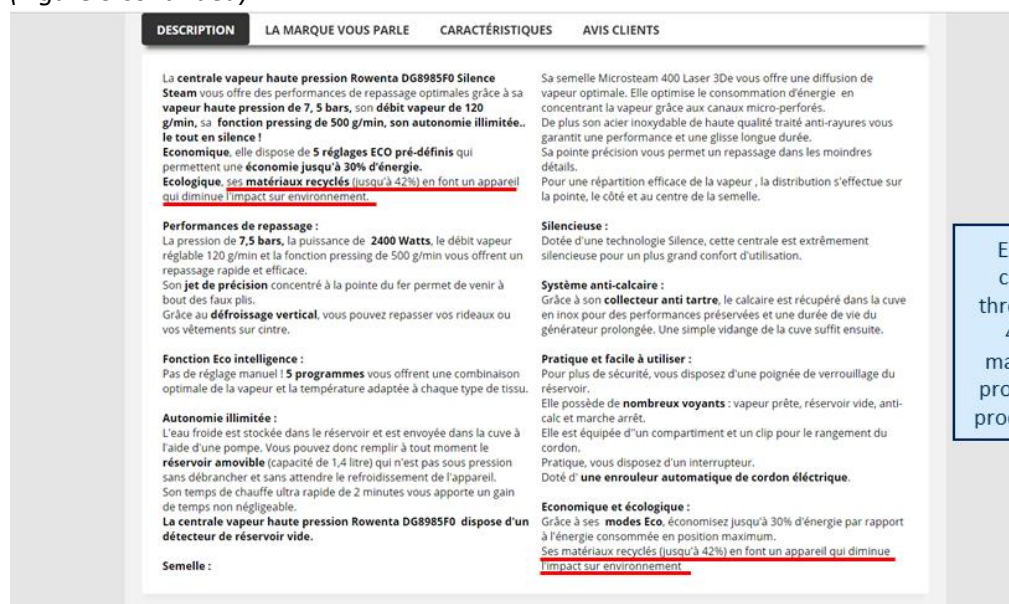 DESCRIPTION LA MARQUE VOUS PARLE CARACTÉRISTIQUES AVIS CLIENTS
La centrale vapeur haute pression Rowenta DG8985F0 Silence
Steam vous offre des performances de repassage optimales grâce à sa
vapeur haute pression de 7, 5 bars, son débit vapeur de 120
g/min, sa fonction pressing de 500 g/min, son autonomie illimitée..
le tout en silence !
Economique, elle dispose de 5 réglages ECO pré-définis qui
permettent une économie jusqu'à 30% d'énergie.
Ecologique, ses matériaux recyclés (jusqu'à 42%) en font un appareil
qui diminue l'impact sur environnement.
Performances de repassage :
La pression de 7,5 bars, la puissance de 2400 Watts, le débit vapeur
réglable 120 g/min et la fonction pressing de 500 g/min vous offrent un
repassage rapide et efficace.
Son jet de précision concentré à la pointe du fer permet de venir à
bout des faux plis.
Grâce au défroissage vertical, vous pouvez repasser vos rideaux ou
vos vêtements sur cintre.
Fonction Eco intelligence :
Pas de réglage manuel ! 5 programmes vous offrent une combinaison
optimale de la vapeur et la température adaptée à chaque type de tissu.
Autonomie illimitée :
L'eau froide est stockée dans le réservoir et est envoyée dans la cuve à
l'aide d'une pompe. Vous pouvez donc remplir à tout moment le
réservoir amovible (capacité de 1,4 litre) qui n'est pas sous pression
sans débrancher et sans attendre le refroidissement de l'appareil.
Son temps de chauffe ultra rapide de 2 minutes vous apporte un gain
de temps non négligeable.
La centrale vapeur haute pression Rowenta DG8985F0 dispose d'un
détecteur de réservoir vide.
Semelle :
Sa semelle Microsteam 400 Laser 3De vous offre une diffusion de
vapeur optimale. Elle optimise le consommation d'énergie en
concentrant la vapeur grâce aux canaux micro-perforés.
De plus son acier inoxydable de haute qualité traité anti-rayures vous
garantit une performance et une glisse longue durée.
Sa pointe précision vous permet un repassage dans les moindres
détails.
Pour une répartition efficace de la vapeur , la distribution s'effectue sur
la pointe, le côté et au centre de la semelle.
Silencieuse :
Dotée d'une technologie Silence, cette centrale est extrêmement
silencieuse pour un plus grand confort d'utilisation.
Système anti-calcaire :
Grâce à son collecteur anti tartre, le calcaire est récupéré dans la cuve
en inox pour des performances préservées et une durée de vie du
générateur prolongée. Une simple vidange de la cuve suffit ensuite.
Pratique et facile à utiliser :
Pour plus de sécurité, vous disposez d'une poignée de verrouillage du
réservoir.
Elle possède de nombreux voyants : vapeur prête, réservoir vide, anti-
calc et marche arrêt.
Elle est équipée d"un compartiment et un clip pour le rangement du
cordon.
Pratique, vous disposez d'un interrupteur.
Doté d' une enrouleur automatique de cordon éléctrique.
Economique et écologique :
Grâce à ses modes Eco, économisez jusqu'à 30% d'énergie par rapport
à l'énergie consommée en position maximum.
Ses matériaux recyclés (jusqu'à 42%) en font un appareil qui diminue
l'impact sur environnement